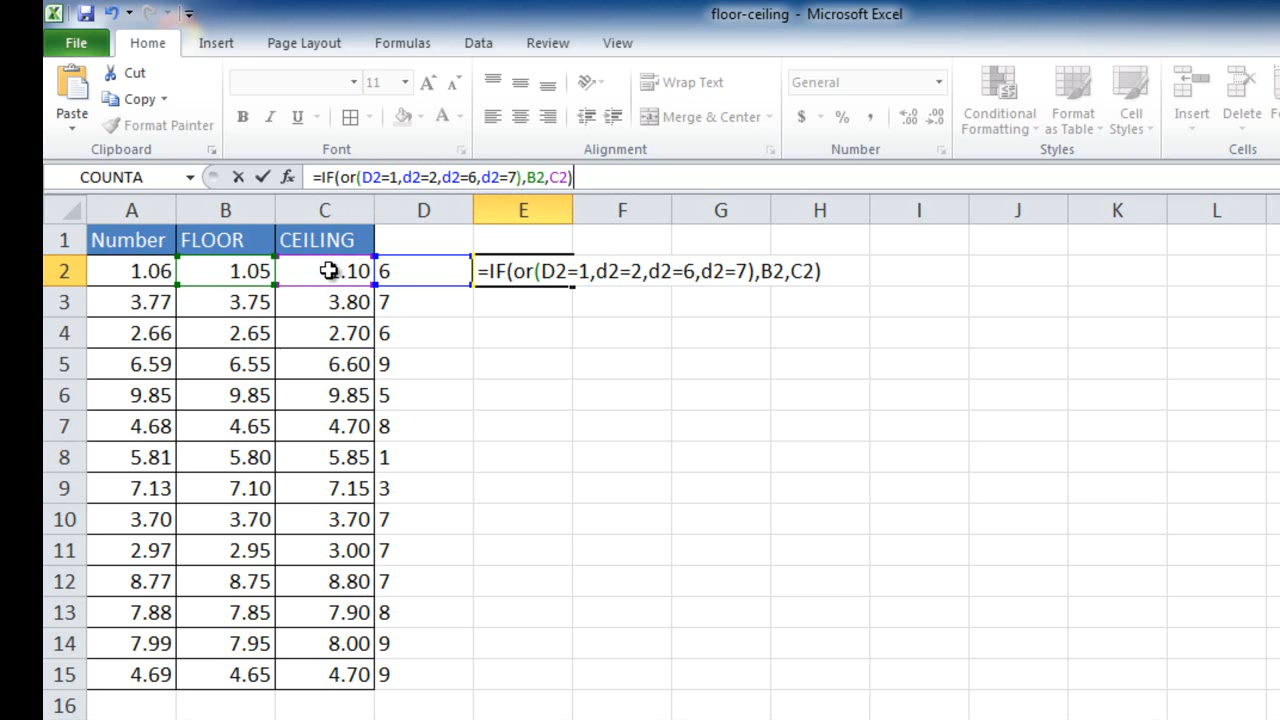 floor-ceiling - Microsoft Excel
File Home Insert Page Layout Formulas Data Review View
Cut 11 Wrap Text General
Copy
Paste Format Painter B I U A Merge & Center $ % , Conditional Formatting Format as Table Cell Styles Insert Delete
Clipboard Font Alignment Number Styles Cells
COUNTA fx =IF(or(D2=1,d2=2,d2=6,d2=7),B2,C2)
A B C D E F G H I J K L
1 Number FLOOR CEILING
2 1.06 1.05 .10 6 =IF(or(D2=1,d2=2,d2=6,d2=7),B2,C2)
3 3.77 3.75 3.80 7
4 2.66 2.65 2.70 6
5 6.59 6.55 6.60 9
6 9.85 9.85 9.85 5
7 4.68 4.65 4.70 8
8 5.81 5.80 5.85 1
9 7.13 7.10 7.15 3
10 3.70 3.70 3.70 7
11 2.97 2.95 3.00 7
12 8.77 8.75 8.80 7
13 7.88 7.85 7.90 8
14 7.99 7.95 8.00 9
15 4.69 4.65 4.70 9
16